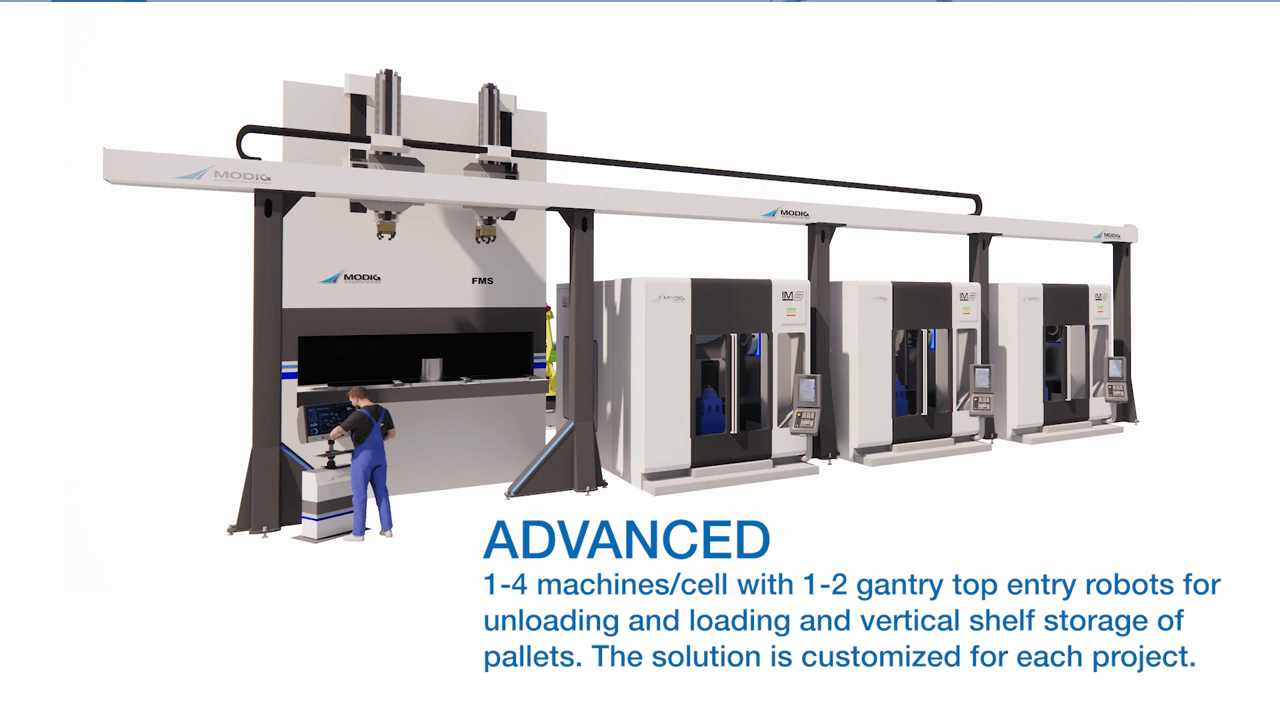 MODIG
MODIG
MODIG
MODIG
FMS
MODIG
ADVANCED
1-4 machines/cell with 1-2 gantry top entry robots for
unloading and loading and vertical shelf storage of
pallets. The solution is customized for each project.